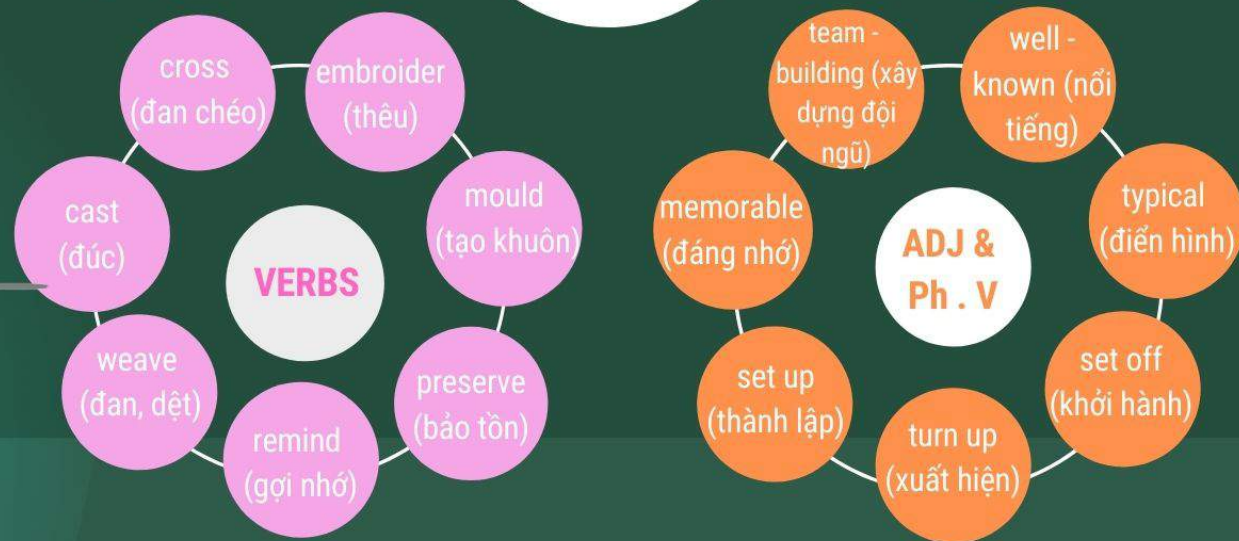 cross
(đan chéo)
embroider
(thêu)
mould
(tạo khuôn)
preserve
(bảo tồn)
remind
(gợi nhớ)
weave
(đan, dệt)
cast
(đúc)
VERBS
team -
building (xây
dựng đội
ngũ)
well -
known (nổi
tiếng)
typical
(điển hình)
set off
(khởi hành)
turn up
(xuất hiện)
set up
(thành lập)
memorable
(đáng nhớ)
ADJ &
Ph . V